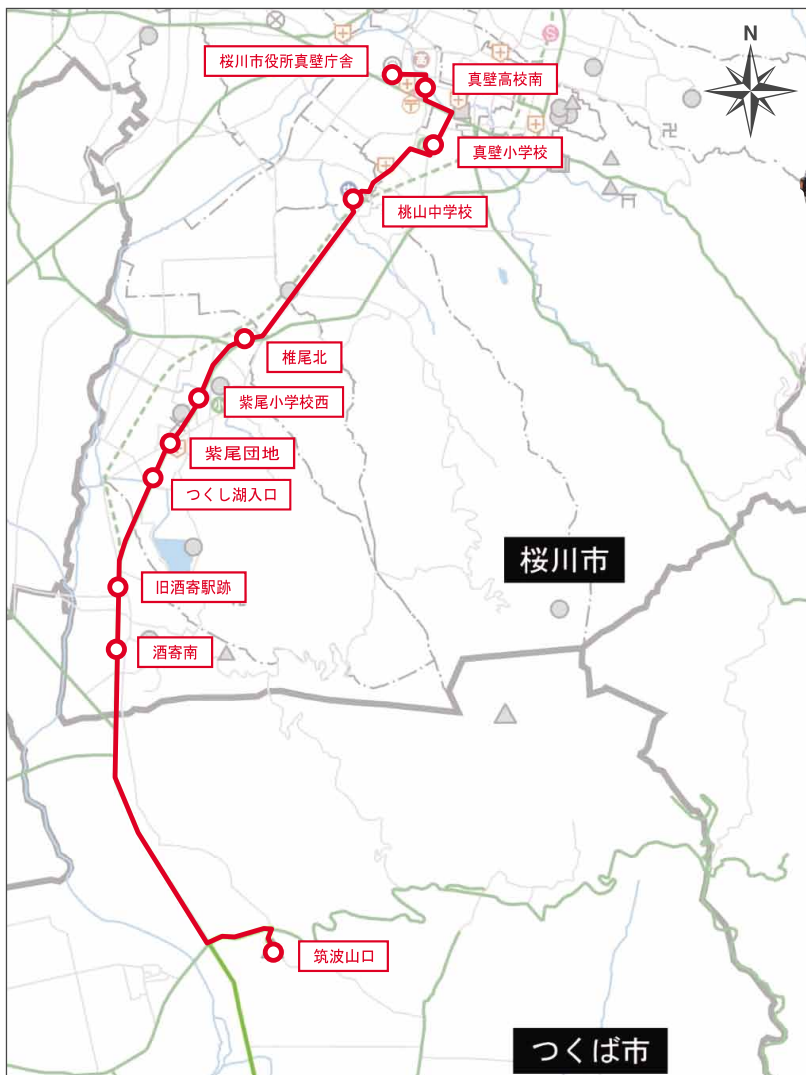 N
桜川市役所真壁庁舎
真壁高校南
真壁小学校
桃山中学校
椎尾北
紫尾小学校西
紫尾団地
つくし湖入口
桜川市
旧酒寄駅跡
酒寄南
筑波山口
つくば市